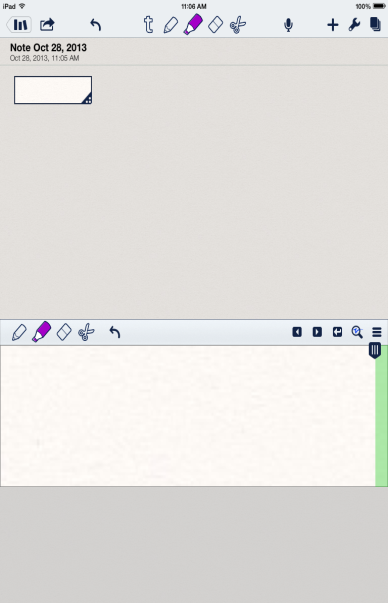 iPad 11:06 AM 100%
t
Note Oct 28, 2013
Oct 28, 2013, 11:05 AM